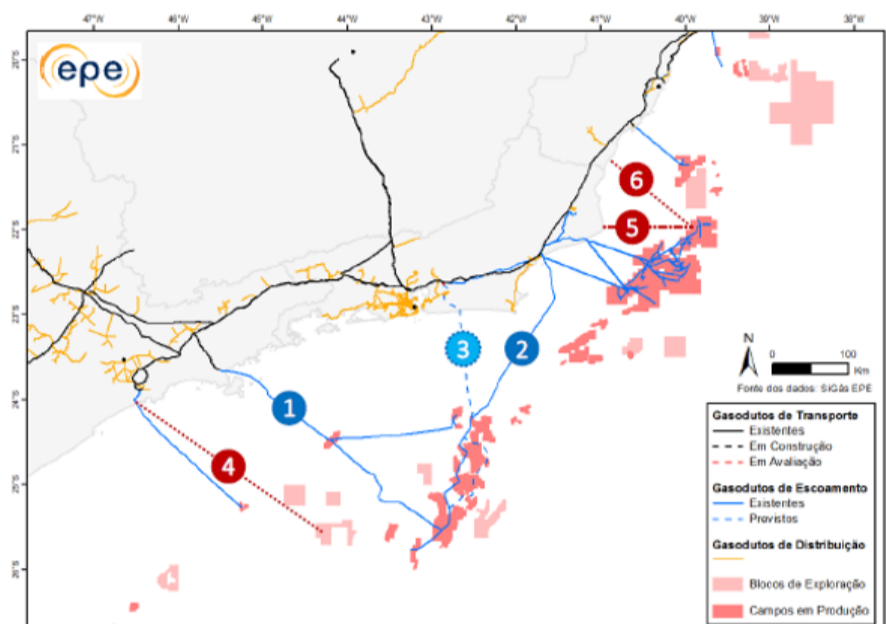 47°W 46°W 45°W 44°W 43°W 42°W 41°W 40°W 39°W 38°W
epe
20°S
21°S
22°S
23°S
24°S
25°S
26°S
6
5
3
2
1
4
N
0 100
Km
Fonte dos dados: SIGás EPE
Gasodutos de Transporte
Existentes
Em Construção
Em Avaliação
Gasodutos de Escoamento
Existentes
Previstos
Gasodutos de Distribuição
Blocos de Exploração
Campos em Produção